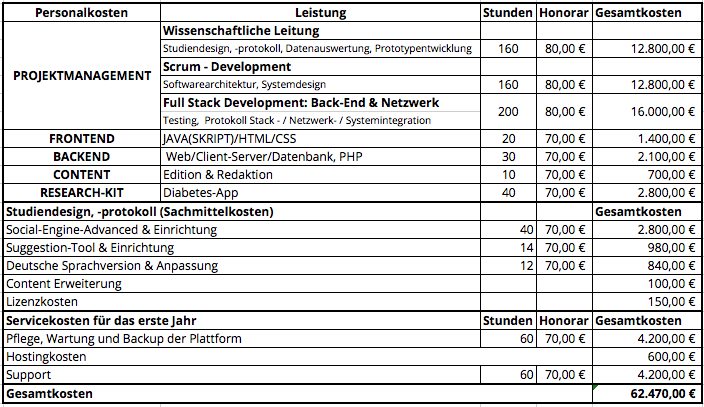 Personalkosten Leistung Stunden Honorar Gesamtkosten
Wissenschaftliche Leitung
Studiendesign, -protokoll, Datenauswertung, Prototypentwicklung 160 80,00 € 12.800,00 €
PROJEKTMANAGEMENT
Scrum - Development
Softwarearchitektur, Systemdesign 160 80,00 € 12.800,00 €
Full Stack Development: Back-End & Netzwerk
Testing, Protokoll Stack - / Netzwerk- / Systemintegration 200 80,00 € 16.000,00 €
FRONTEND JAVA(SKRIPT)/HTML/CSS 20 70,00 € 1.400,00 €
BACKEND Web/Client-Server/Datenbank, PHP 30 70,00 € 2.100,00 €
CONTENT Edition & Redaktion 10 70,00 € 700,00 €
RESEARCH-KIT Diabetes-App 40 70,00 € 2.800,00 €
Studiendesign, -protokoll (Sachmittelkosten) Gesamtkosten
Social-Engine-Advanced & Einrichtung 40 70,00 € 2.800,00 €
Suggestion-Tool & Einrichtung 14 70,00 € 980,00 €
Deutsche Sprachversion & Anpassung 12 70,00 € 840,00 €
Content Erweiterung 100,00 €
Lizenzkosten 150,00 €
Servicekosten für das erste Jahr Stunden Honorar Gesamtkosten
Pflege, Wartung und Backup der Plattform 60 70,00 € 4.200,00 €
Hostingkosten 600,00 €
Support 60 70,00 € 4.200,00 €
Gesamtkosten 62.470,00 €